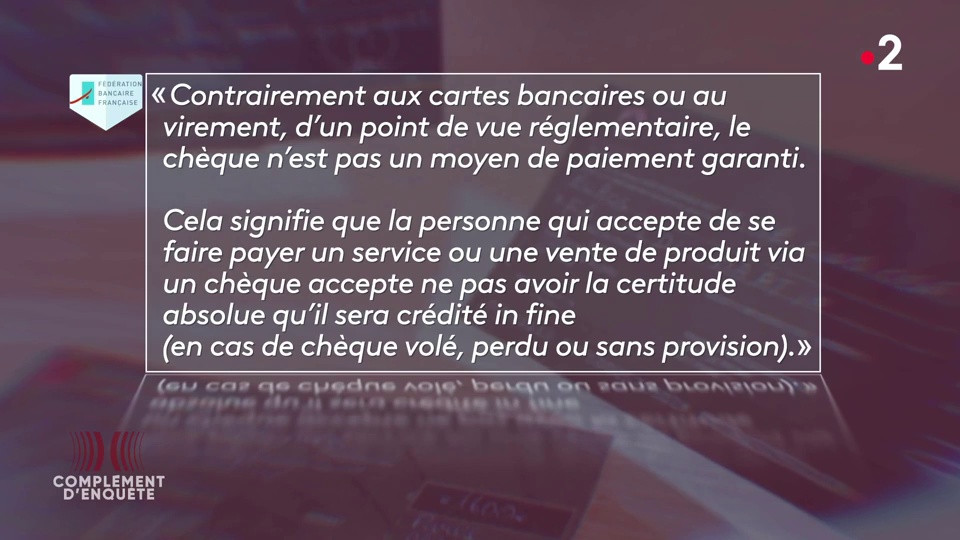 2
FÉDÉRATION
BANCAIRE
FRANÇAISE
«Contrairement aux cartes bancaires ou au
virement, d’un point de vue réglementaire, le
chèque n’est pas un moyen de paiement garanti.
Cela signifie que la personne qui accepte de se
faire payer un service ou une vente de produit via
un chèque accepte ne pas avoir la certitude
absolue qu’il sera crédité in fine
(en cas de chèque volé, perdu ou sans provision).»
COMPLÉMENT
D’ENQUÊTE